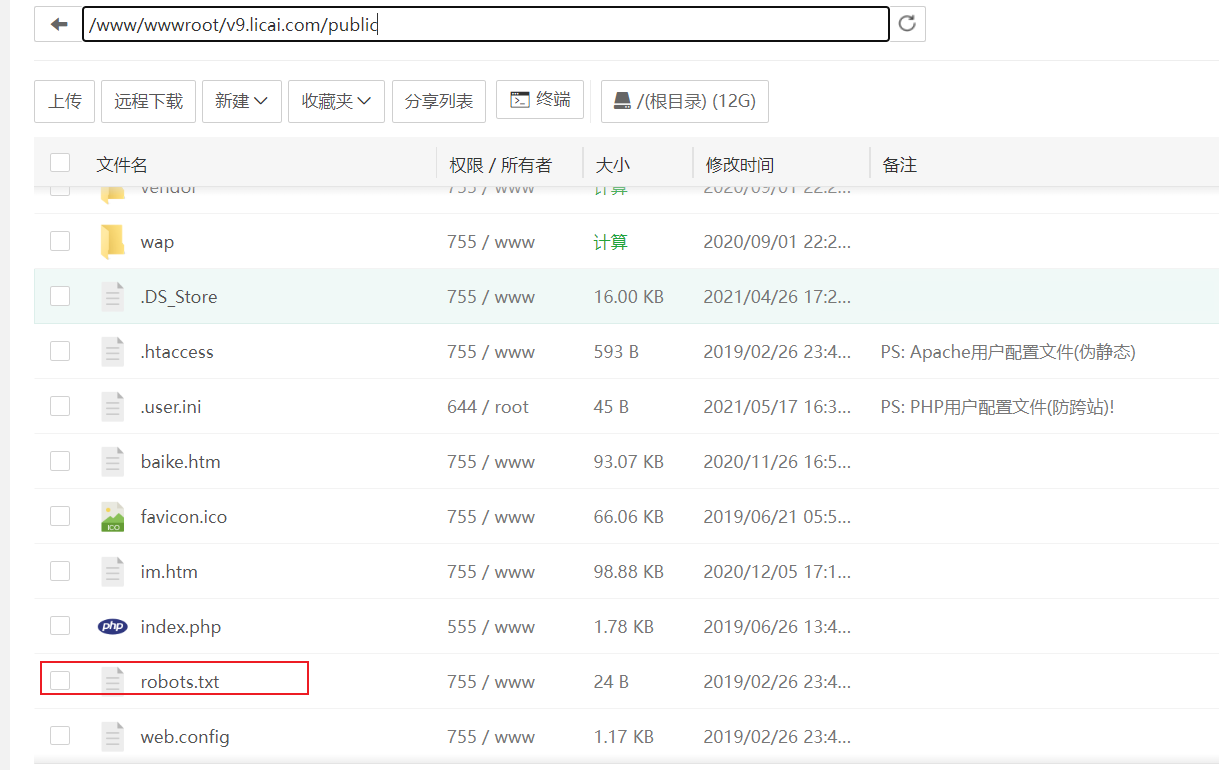 /www/wwwroot/v9.licai.com/public
上传 远程下载 新建 收藏夹 分享列表 终端 /(根目录) (12G)
文件名 权限 / 所有者 大小 修改时间 备注
vendor 755 / www 计算 2020/09/01 22:2...
wap 755 / www 计算 2020/09/01 22:2...
.DS_Store 755 / www 16.00 KB 2021/04/26 17:2...
.htaccess 755 / www 593 B 2019/02/26 23:4... PS: Apache用户配置文件(伪静态)
.user.ini 644 / root 45 B 2021/05/17 16:3... PS: PHP用户配置文件(防跨站)!
baike.htm 755 / www 93.07 KB 2020/11/26 16:5...
ICO favicon.ico 755 / www 66.06 KB 2019/06/21 05:5...
im.htm 755 / www 98.88 KB 2020/12/05 17:1...
php index.php 555 / www 1.78 KB 2019/06/26 13:4...
robots.txt 755 / www 24 B 2019/02/26 23:4...
web.config 755 / www 1.17 KB 2019/02/26 23:4...